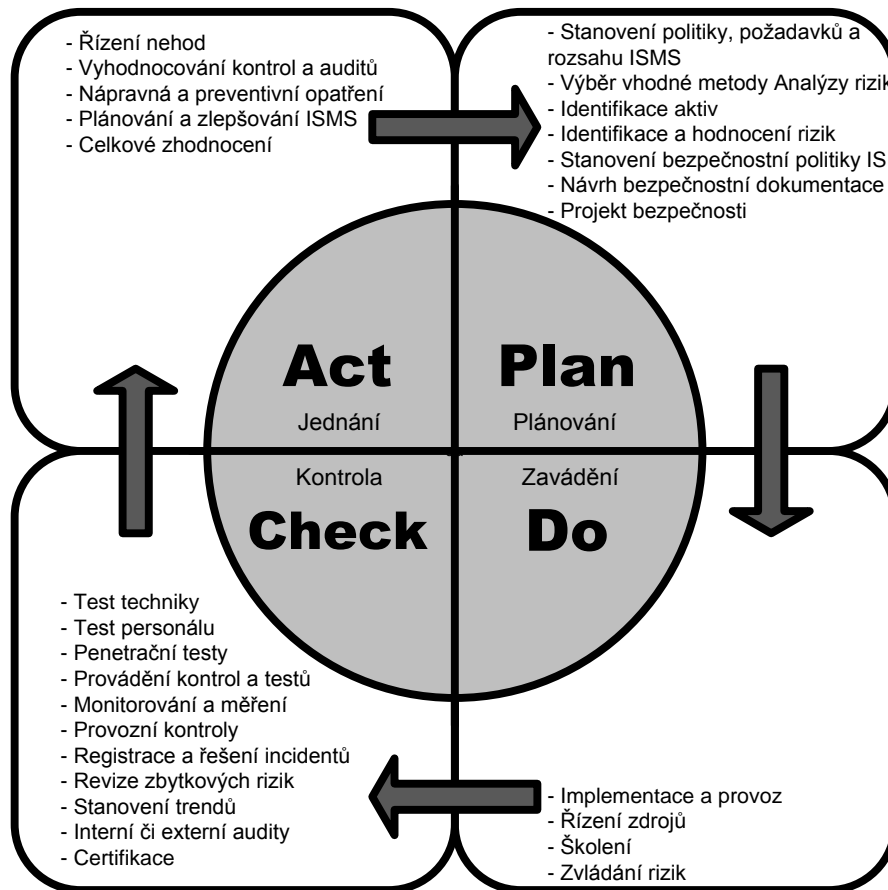 - Řízení nehod
- Vyhodnocování kontrol a auditů
- Nápravná a preventivní opatření
- Plánování a zlepšování ISMS
- Celkové zhodnocení
- Stanovení politiky, požadavků a
rozsahu ISMS
- Výběr vhodné metody Analýzy rizik
- Identifikace aktiv
- Identifikace a hodnocení rizik
- Stanovení bezpečnostní politiky IS
- Návrh bezpečnostní dokumentace
- Projekt bezpečnosti
Act
Jednání
Plan
Plánování
Kontrola
Check
Zavádění
Do
- Test techniky
- Test personálu
- Penetrační testy
- Provádění kontrol a testů
- Monitorování a měření
- Provozní kontroly
- Registrace a řešení incidentů
- Revize zbytkových rizik
- Stanovení trendů
- Interní či externí audity
- Certifikace
- Implementace a provoz
- Řízení zdrojů
- Školení
- Zvládání rizik